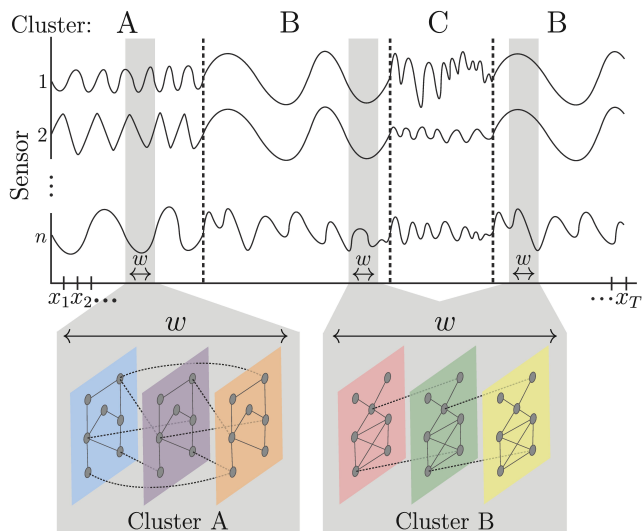 Cluster: A B C B
1
2
Sensor
n
w w w
x1 x2 ... ... xT
w w
Cluster A Cluster B